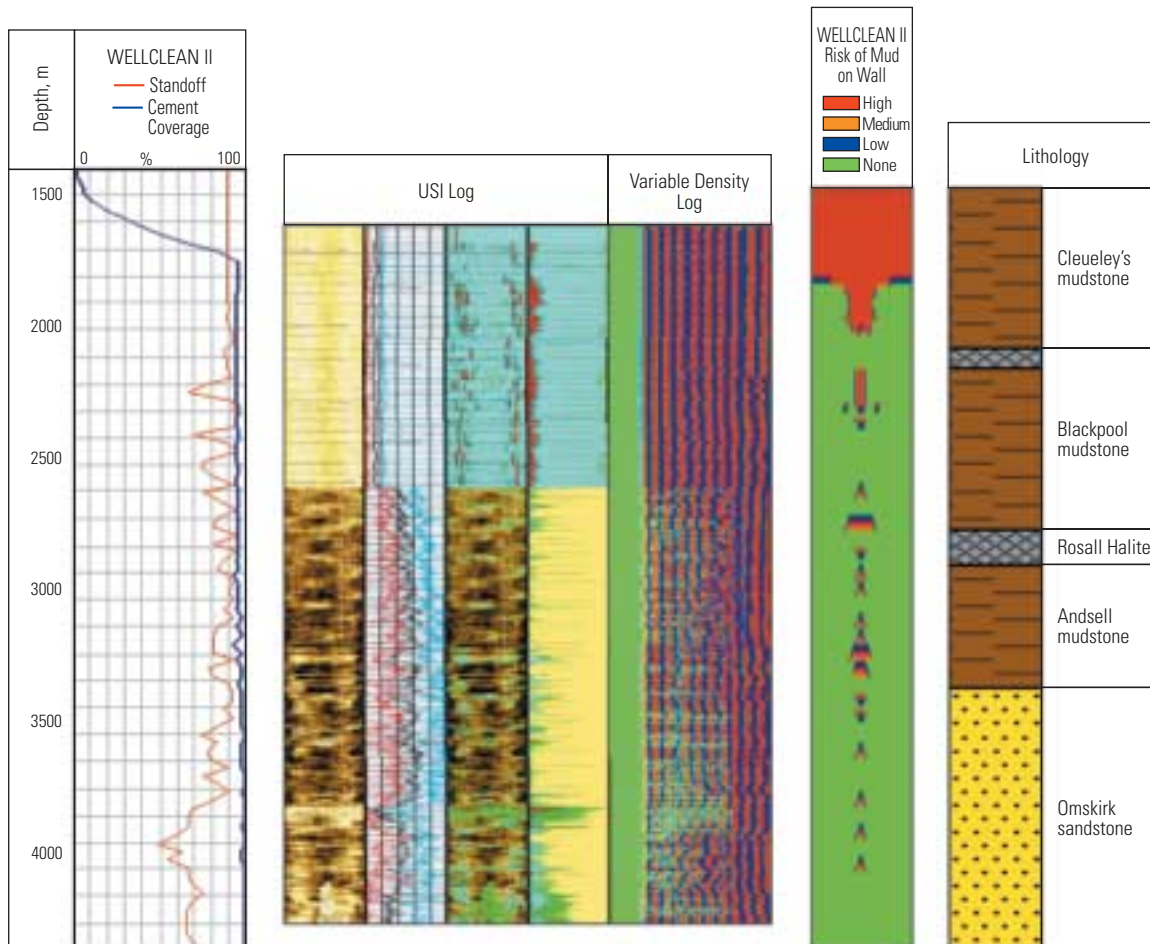 Depth, m
WELLCLEAN II
Standoff
Cement
Coverage
0 % 100
1500
2000
2500
3000
3500
4000
USI Log
Variable Density
Log
WELLCLEAN II
Risk of Mud
on Wall
High
Medium
Low
None
Lithology
Cleueley's
mudstone
Blackpool
mudstone
Rosall Halite
Andsell
mudstone
Omskirk
sandstone